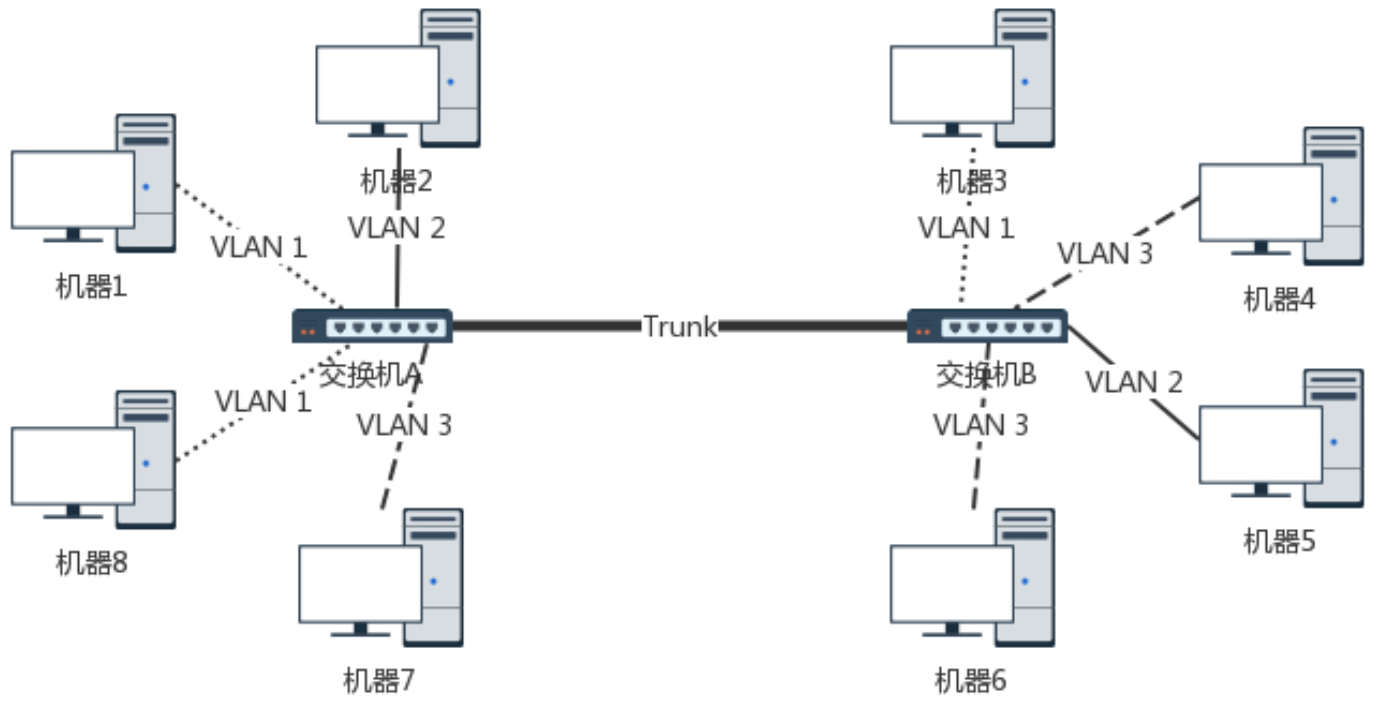 机器2
机器3
VLAN 2
VLAN 1
VLAN 1
VLAN 3
机器1
机器4
Trunk
交换机A
交换机B
VLAN 2
VLAN 1
VLAN 3
VLAN 3
机器5
机器8
机器7
机器6